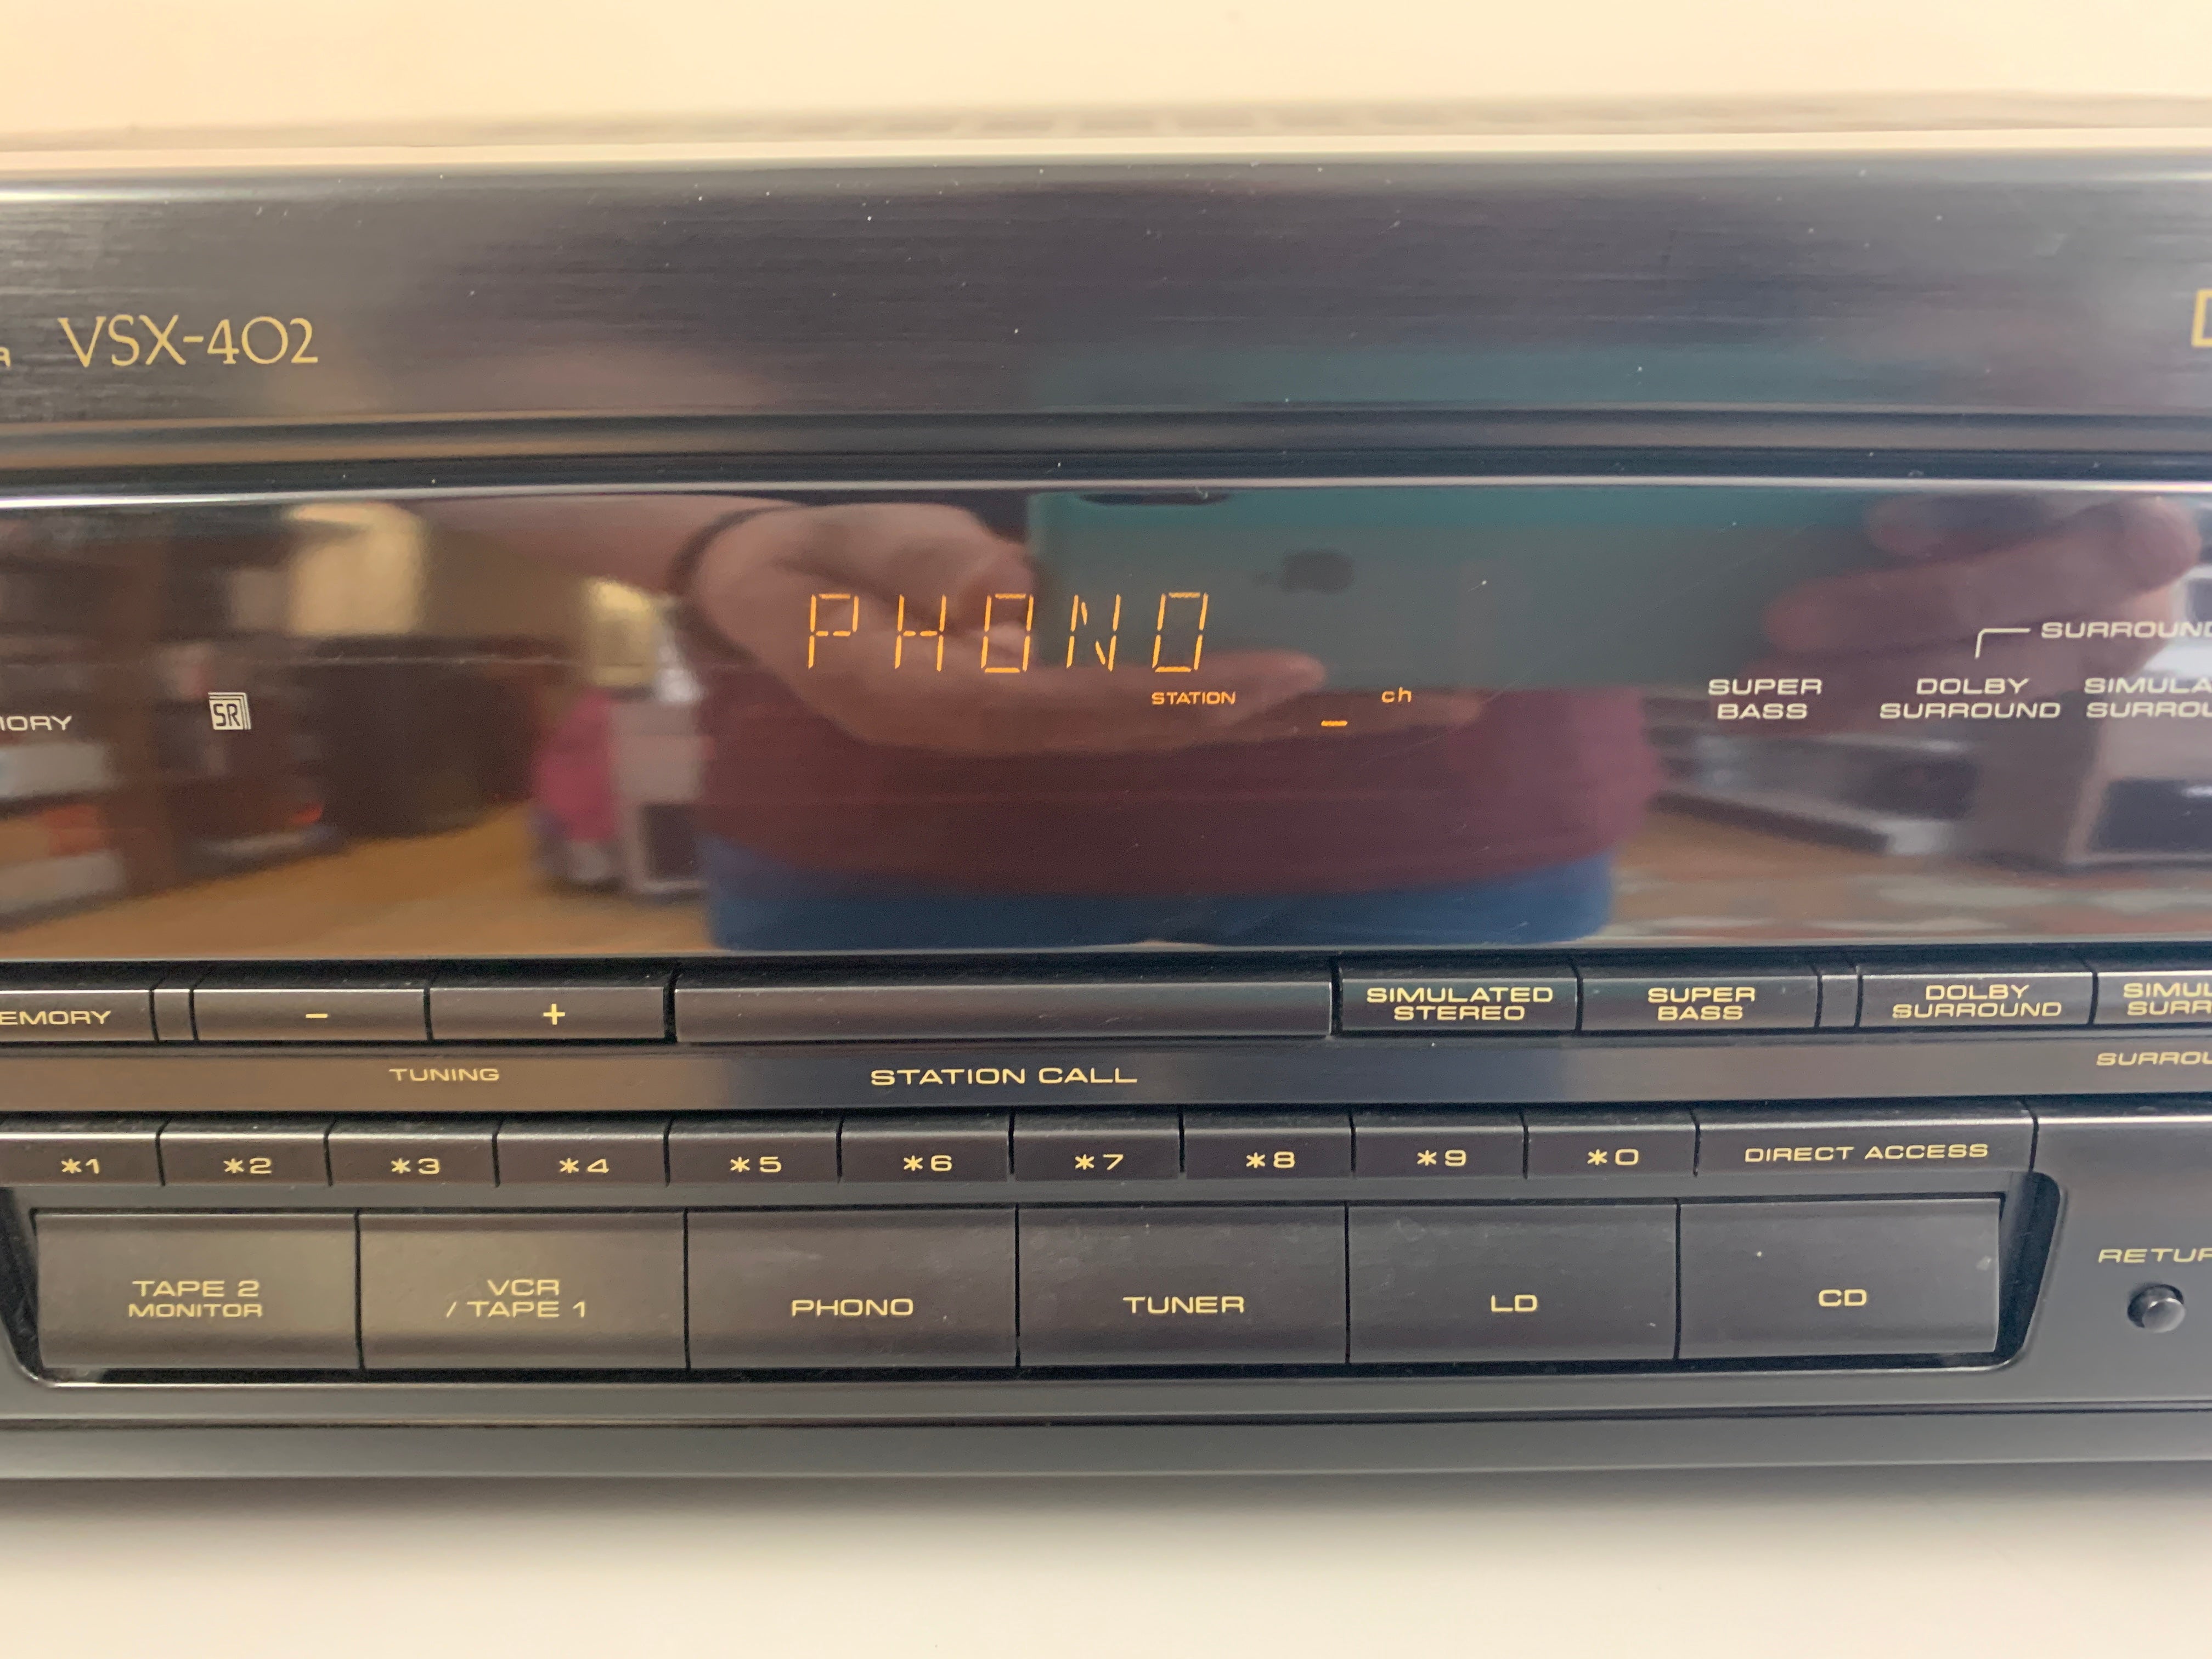 VSX-402
PHONO
STATION
ch
_
SR
SURROUND
SUPER
BASS
DOLBY
SURROUND
− +
SIMULATED
STEREO
SUPER
BASS
DOLBY
SURROUND
TUNING
STATION CALL
*1 *2 *3 *4 *5 *6 *7 *8 *9 *0 DIRECT ACCESS
TAPE 2
MONITOR
VCR
/ TAPE 1
PHONO
TUNER
LD
CD